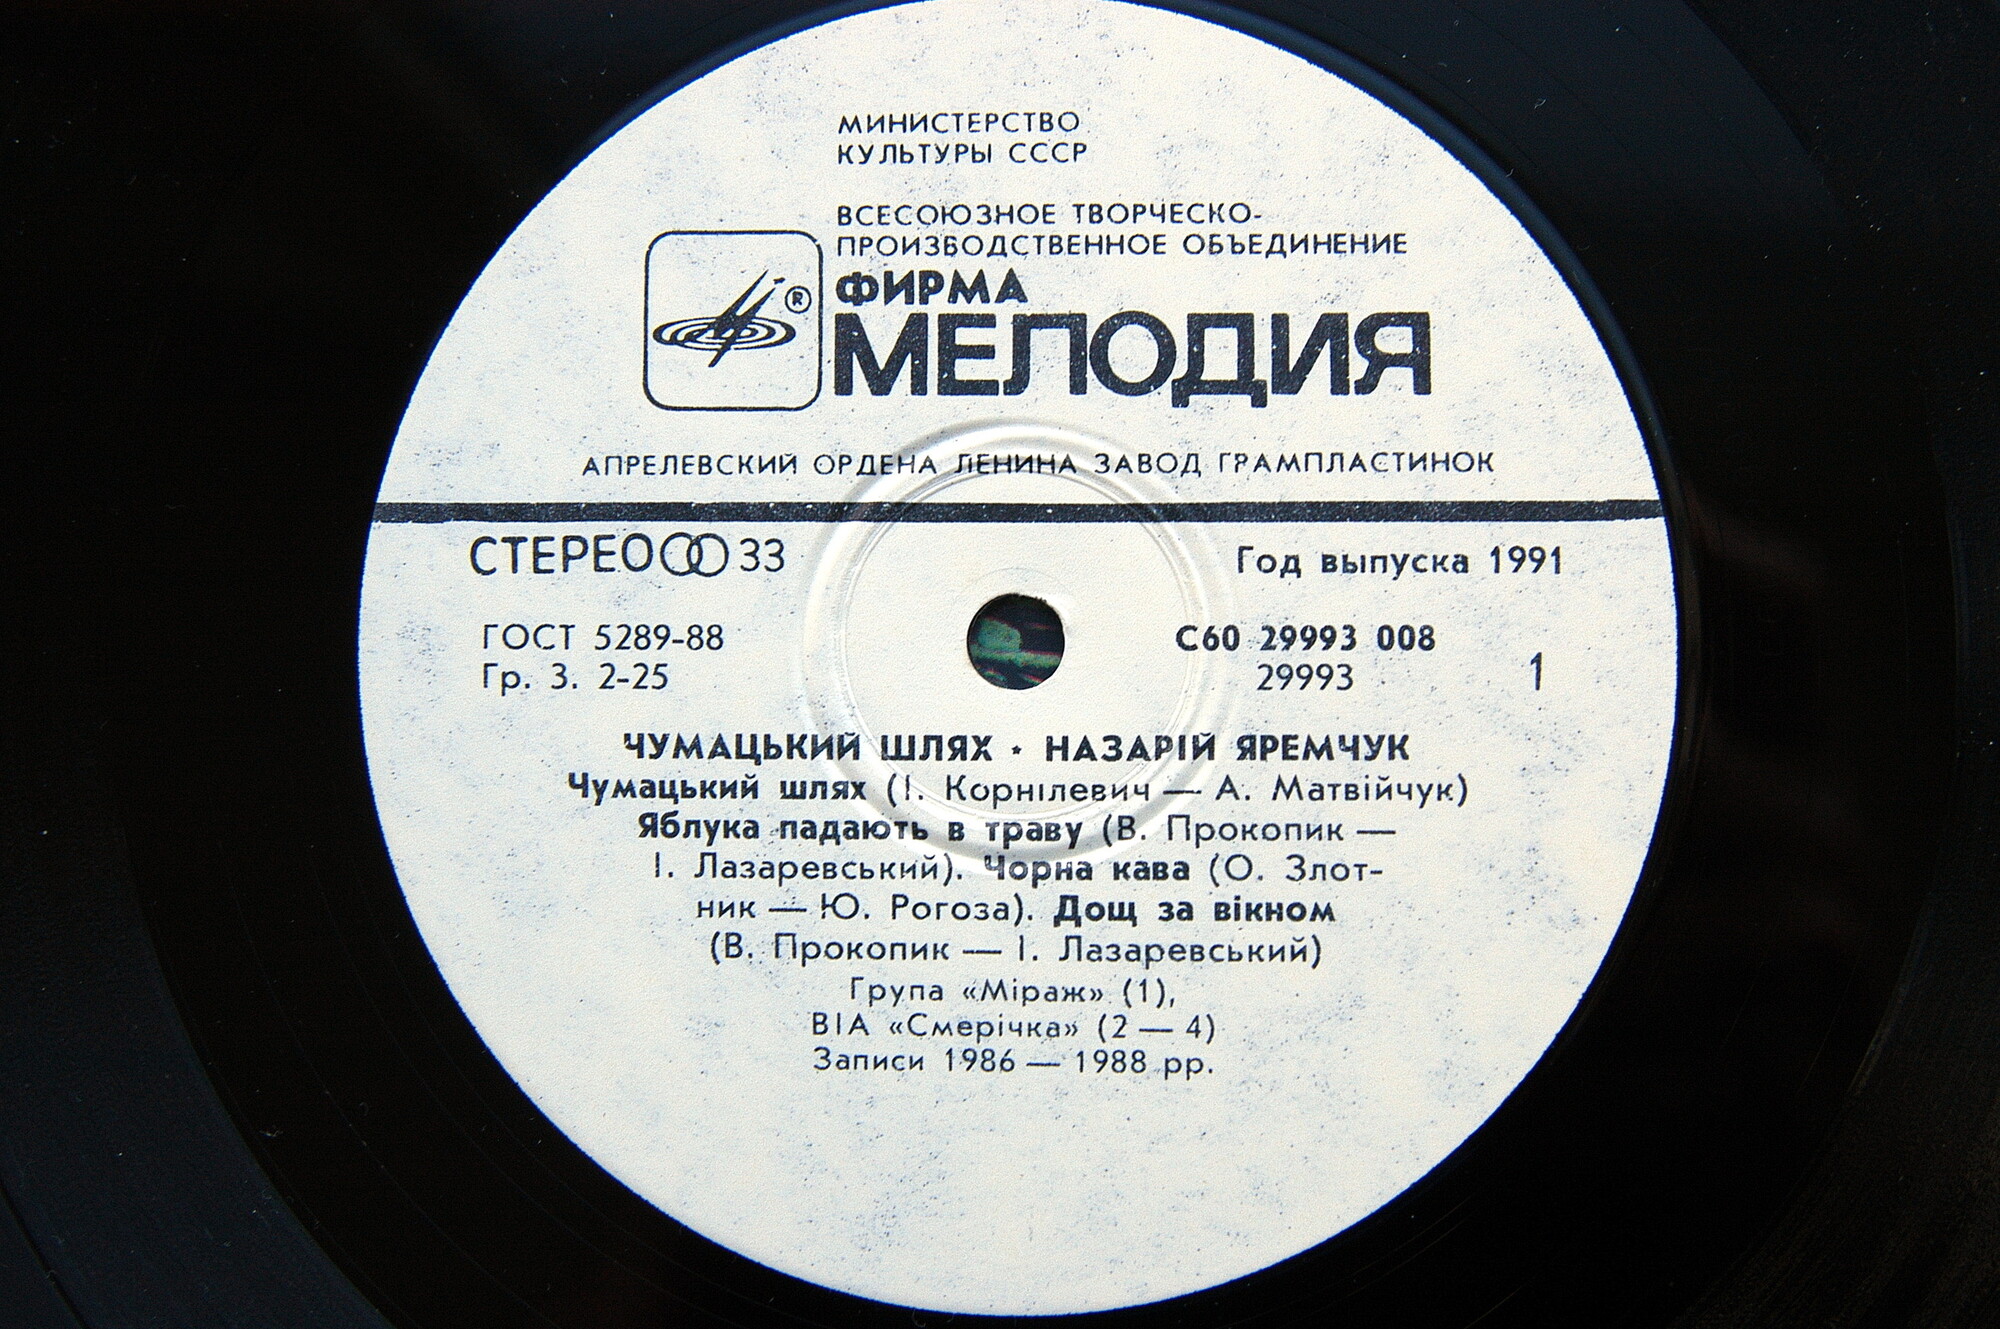 МИНИСТЕРСТВО
КУЛЬТУРЫ СССР
ВСЕСОЮЗНОЕ ТВОРЧЕСКО-
ПРОИЗВОДСТВЕННОЕ ОБЪЕДИНЕНИЕ
ФИРМА
®
МЕЛОДИЯ
АПРЕЛЕВСКИЙ ОРДЕНА ЛЕНИНА ЗАВОД ГРАМПЛАСТИНОК
СТЕРЕО 33
Год выпуска 1991
ГОСТ 5289-88
Гр. 3. 2-25
С60 29993 008
29993
1
ЧУМАЦЬКИЙ ШЛЯХ · НАЗАРІЙ ЯРЕМЧУК
Чумацький шлях (І. Корнілевич — А. Матвійчук)
Яблука падають в траву (В. Прокопик —
І. Лазаревський). Чорна кава (О. Злот-
ник — Ю. Рогоза). Дощ за вікном
(В. Прокопик — І. Лазаревський)
Група «Міраж» (1),
ВІА «Смерічка» (2 — 4)
Записи 1986 — 1988 рр.